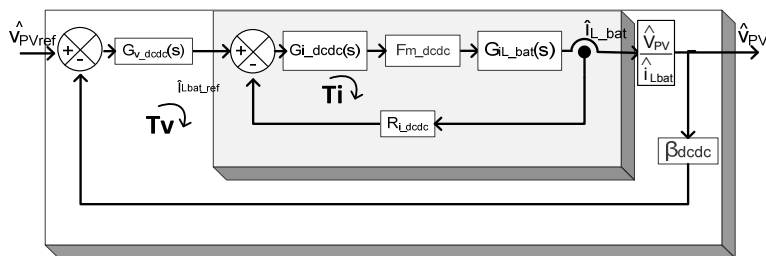 v̂PVref
+
-
Gv_dcdc(s)
îLbat_ref
+
-
Gi_dcdc(s)
Fm_dcdc
GiL_bat(s)
îL_bat
v̂PV
îLbat
v̂PV
Tv
Ti
Ri_dcdc
βdcdc